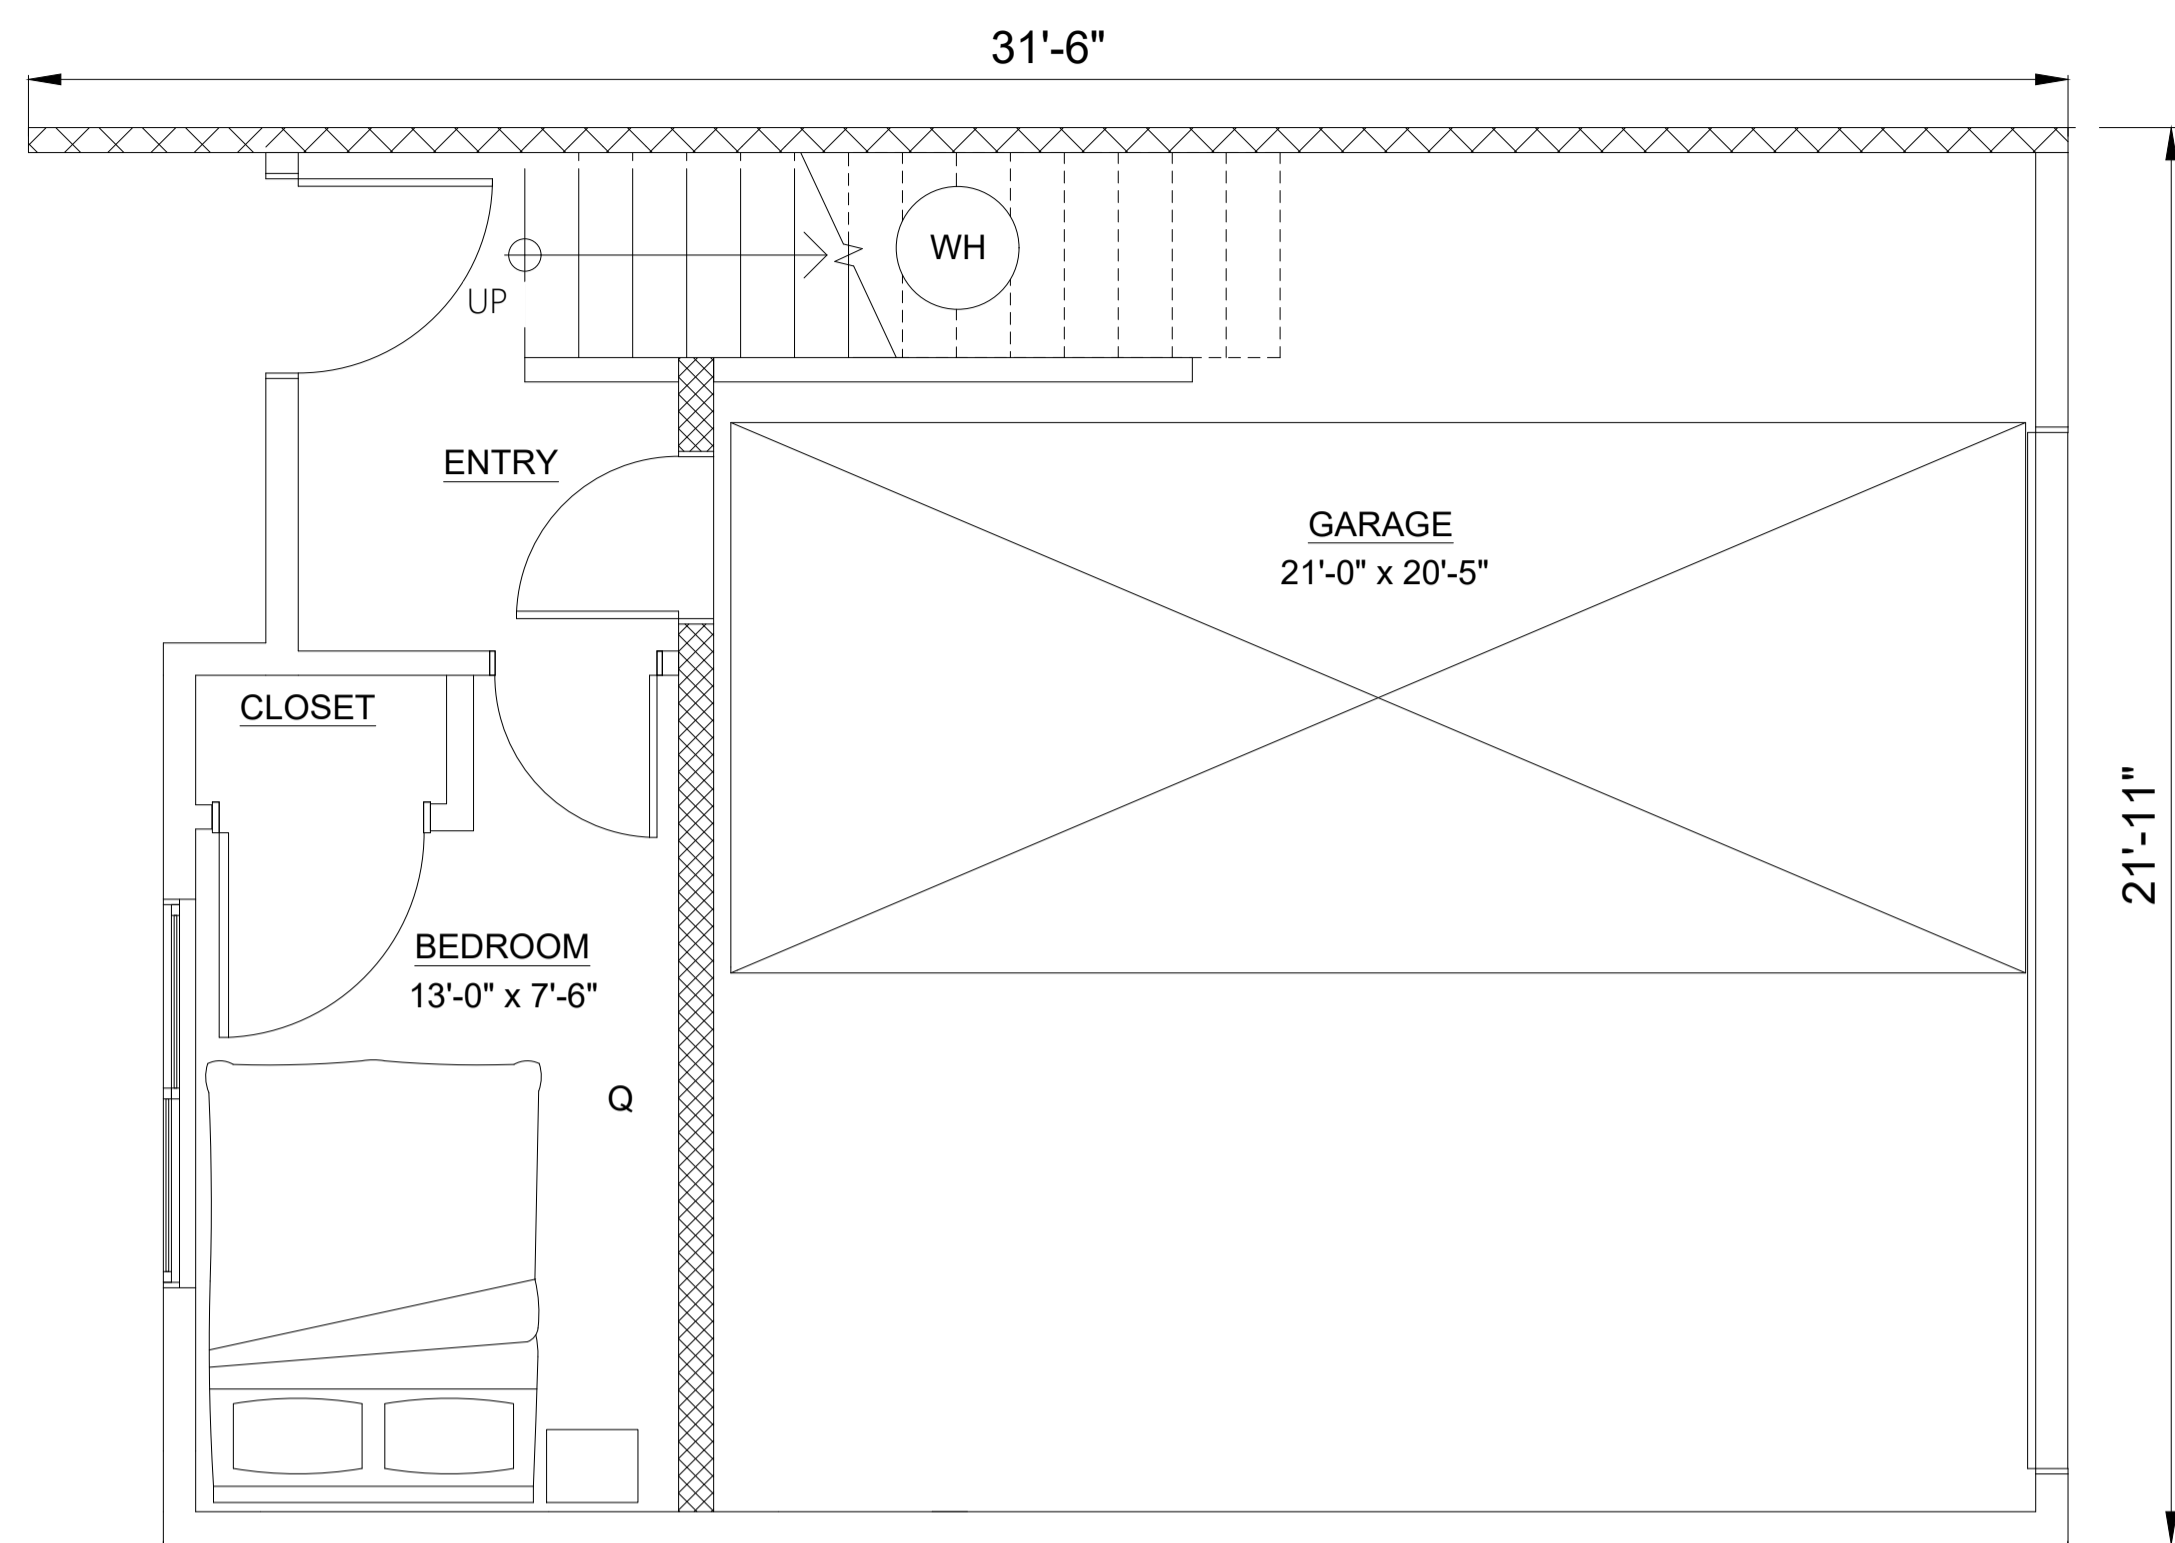 31'-6"
WH
UP
ENTRY
GARAGE
21'-0" x 20'-5"
CLOSET
21'-11"
BEDROOM
13'-0" x 7'-6"
Q